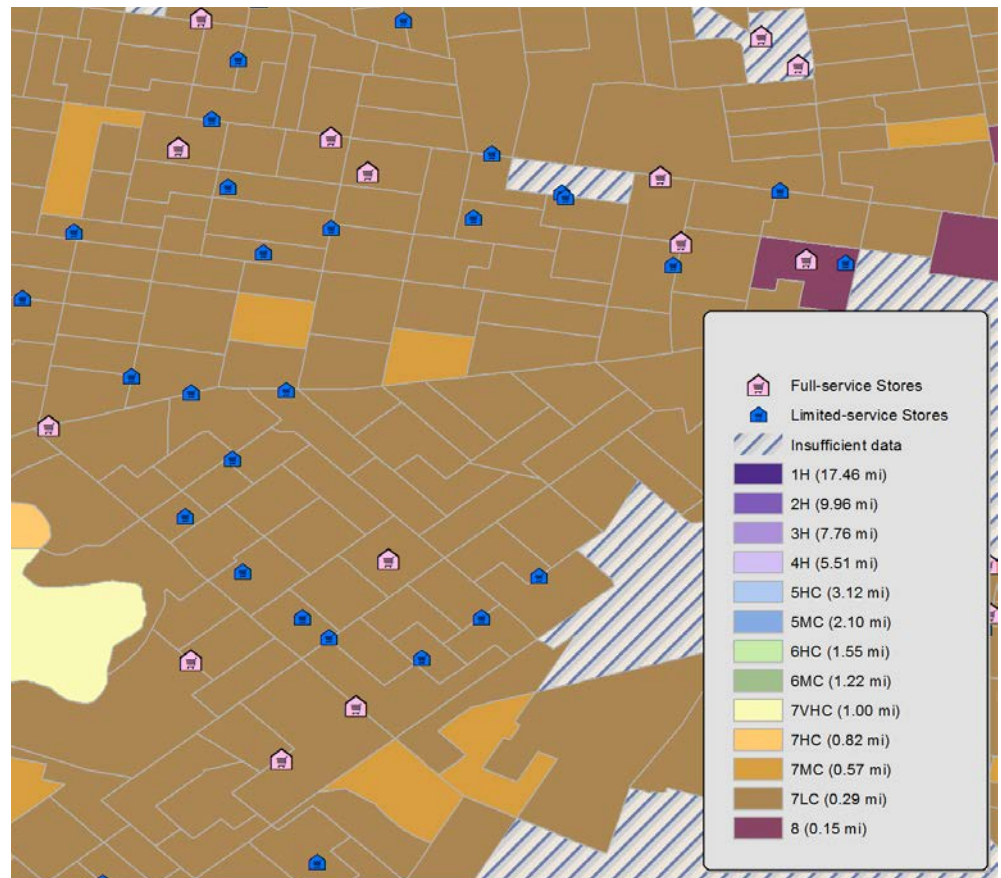 Full-service Stores
Limited-service Stores
Insufficient data
1H (17.46 mi)
2H (9.96 mi)
3H (7.76 mi)
4H (5.51 mi)
5HC (3.12 mi)
5MC (2.10 mi)
6HC (1.55 mi)
6MC (1.22 mi)
7VHC (1.00 mi)
7HC (0.82 mi)
7MC (0.57 mi)
7LC (0.29 mi)
8 (0.15 mi)